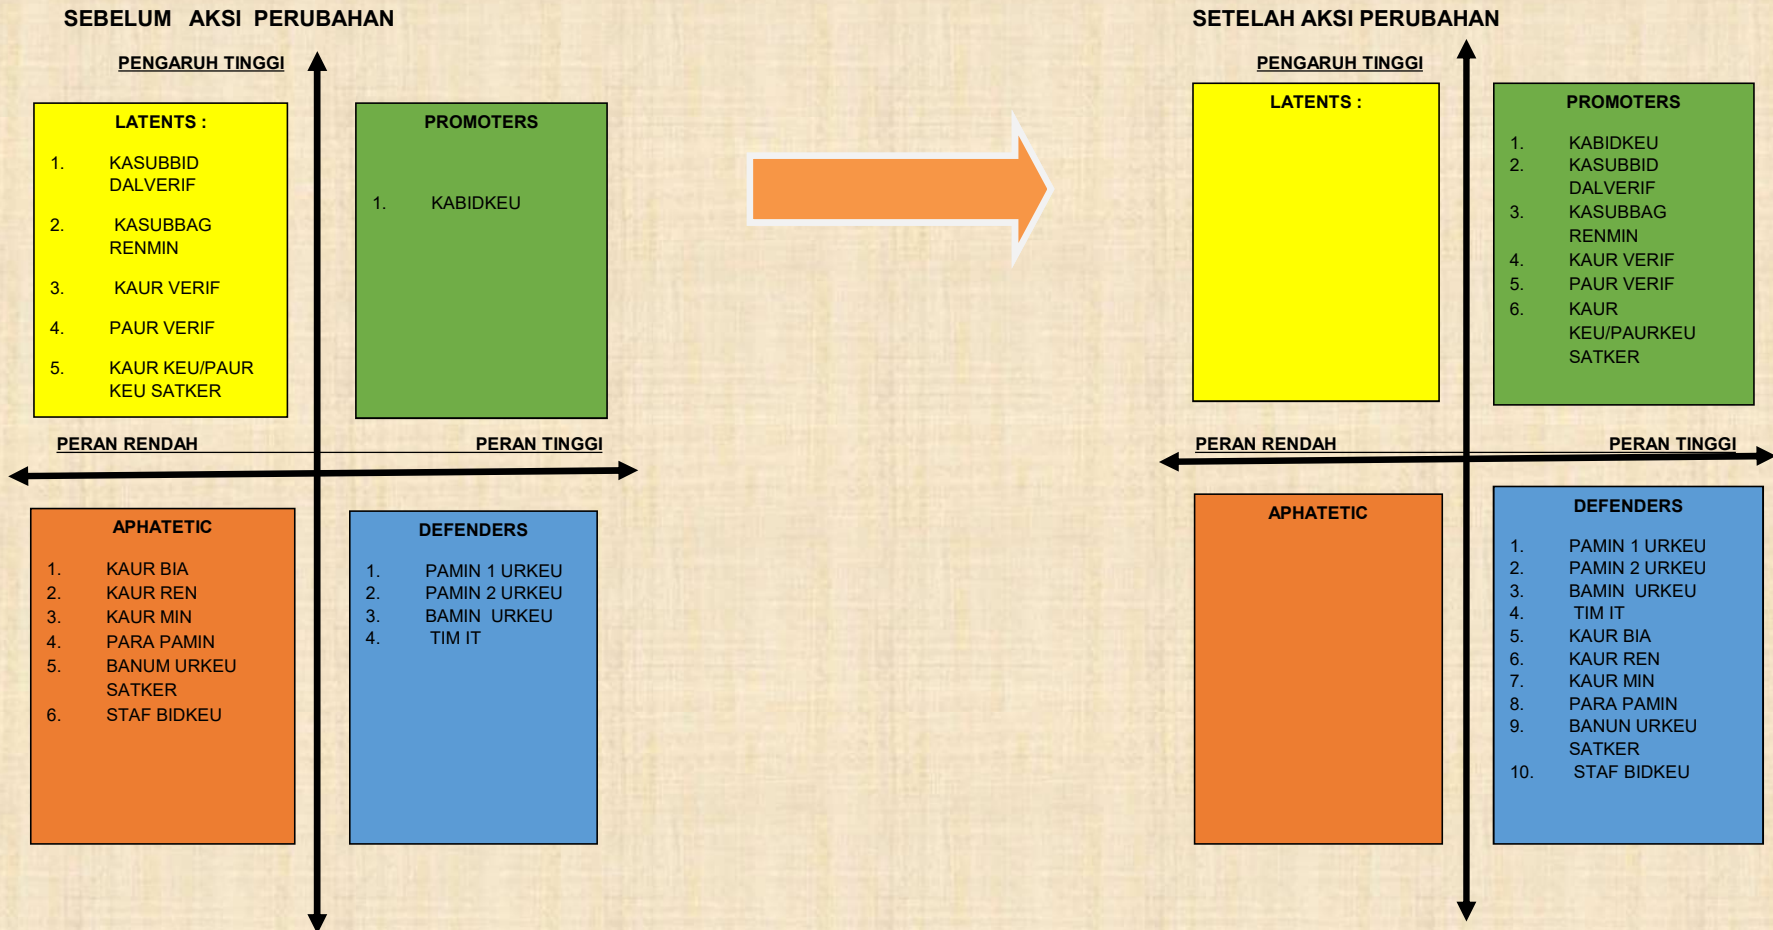 SEBELUM AKSI PERUBAHAN
PENGARUH TINGGI
LATENTS :
1. KASUBBID
DALVERIF
2. KASUBBAG
RENMIN
3. KAUR VERIF
4. PAUR VERIF
5. KAUR KEU/PAUR
KEU SATKER
PROMOTERS
1. KABIDKEU
PERAN RENDAH PERAN TINGGI
APHATETIC
1. KAUR BIA
2. KAUR REN
3. KAUR MIN
4. PARA PAMIN
5. BANUM URKEU
SATKER
6. STAF BIDKEU
DEFENDERS
1. PAMIN 1 URKEU
2. PAMIN 2 URKEU
3. BAMIN URKEU
4. TIM IT
SETELAH AKSI PERUBAHAN
PENGARUH TINGGI
LATENTS :
PROMOTERS
1. KABIDKEU
2. KASUBBID
DALVERIF
3. KASUBBAG
RENMIN
4. KAUR VERIF
5. PAUR VERIF
6. KAUR
KEU/PAURKEU
SATKER
PERAN RENDAH PERAN TINGGI
APHATETIC
DEFENDERS
1. PAMIN 1 URKEU
2. PAMIN 2 URKEU
3. BAMIN URKEU
4. TIM IT
5. KAUR BIA
6. KAUR REN
7. KAUR MIN
8. PARA PAMIN
9. BANUN URKEU
SATKER
10. STAF BIDKEU